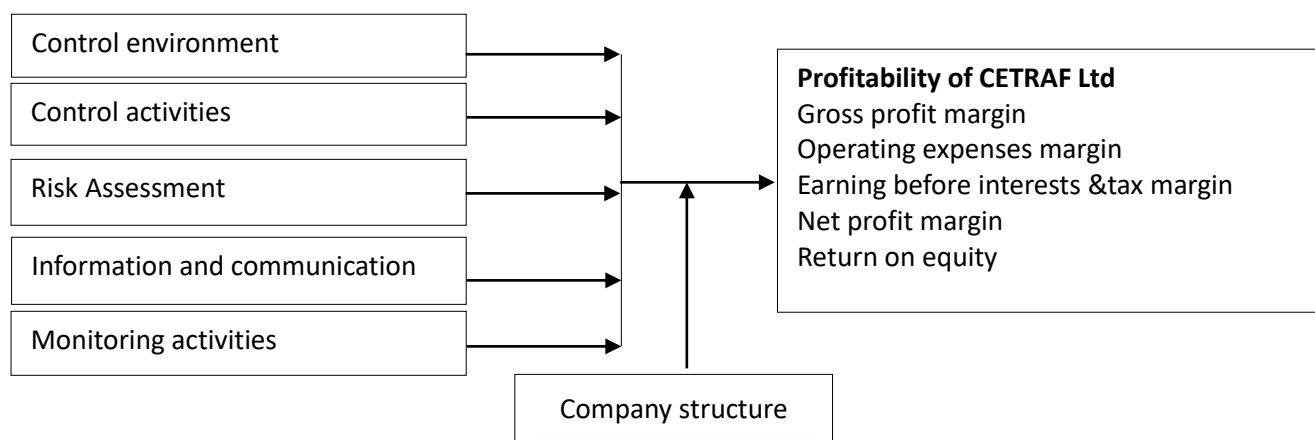 Control environment
Control activities
Risk Assessment
Information and communication
Monitoring activities
Profitability of CETRAF Ltd
Gross profit margin
Operating expenses margin
Earning before interests &tax margin
Net profit margin
Return on equity
Company structure